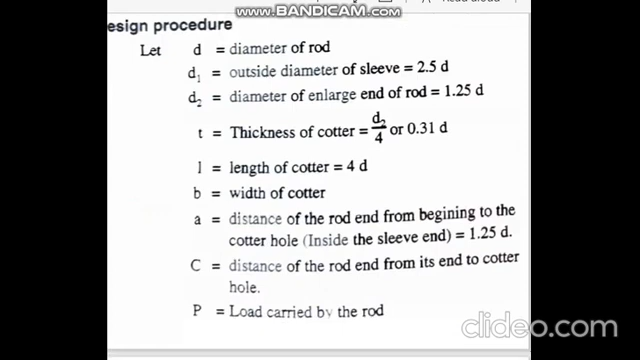 www.BANDICAM.com
esign procedure
Let d = diameter of rod
d₁ = outside diameter of sleeve = 2.5 d
d₂ = diameter of enlarge end of rod = 1.25 d
t = Thickness of cotter = d₂/4 or 0.31 d
l = length of cotter = 4 d
b = width of cotter
a = distance of the rod end from begining to the
cotter hole (Inside the sleeve end) = 1.25 d.
C = distance of the rod end from its end to cotter
hole.
P = Load carried by the rod
clideo.com